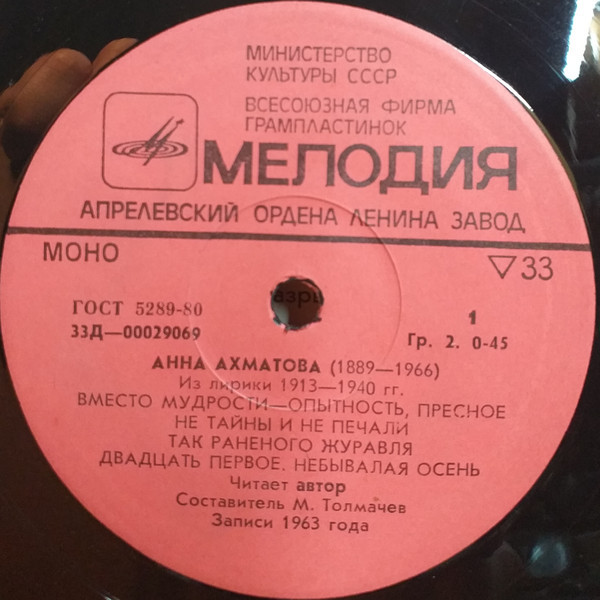 МИНИСТЕРСТВО
КУЛЬТУРЫ СССР
ВСЕСОЮЗНАЯ ФИРМА
ГРАМПЛАСТИНОК
МЕЛОДИЯ
АПРЕЛЕВСКИЙ ОРДЕНА ЛЕНИНА ЗАВОД
МОНО ▽33
ГОСТ 5289-80 1
33Д—00029069 Гр. 2. 0-45
АННА АХМАТОВА (1889—1966)
Из лирики 1913—1940 гг.
ВМЕСТО МУДРОСТИ—ОПЫТНОСТЬ, ПРЕСНОЕ
НЕ ТАЙНЫ И НЕ ПЕЧАЛИ
ТАК РАНЕНОГО ЖУРАВЛЯ
ДВАДЦАТЬ ПЕРВОЕ. НЕБЫВАЛАЯ ОСЕНЬ
Читает автор
Составитель М. Толмачев
Записи 1963 года